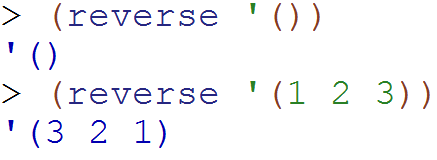 > (reverse '())
'()
> (reverse '(1 2 3))
'(3 2 1)